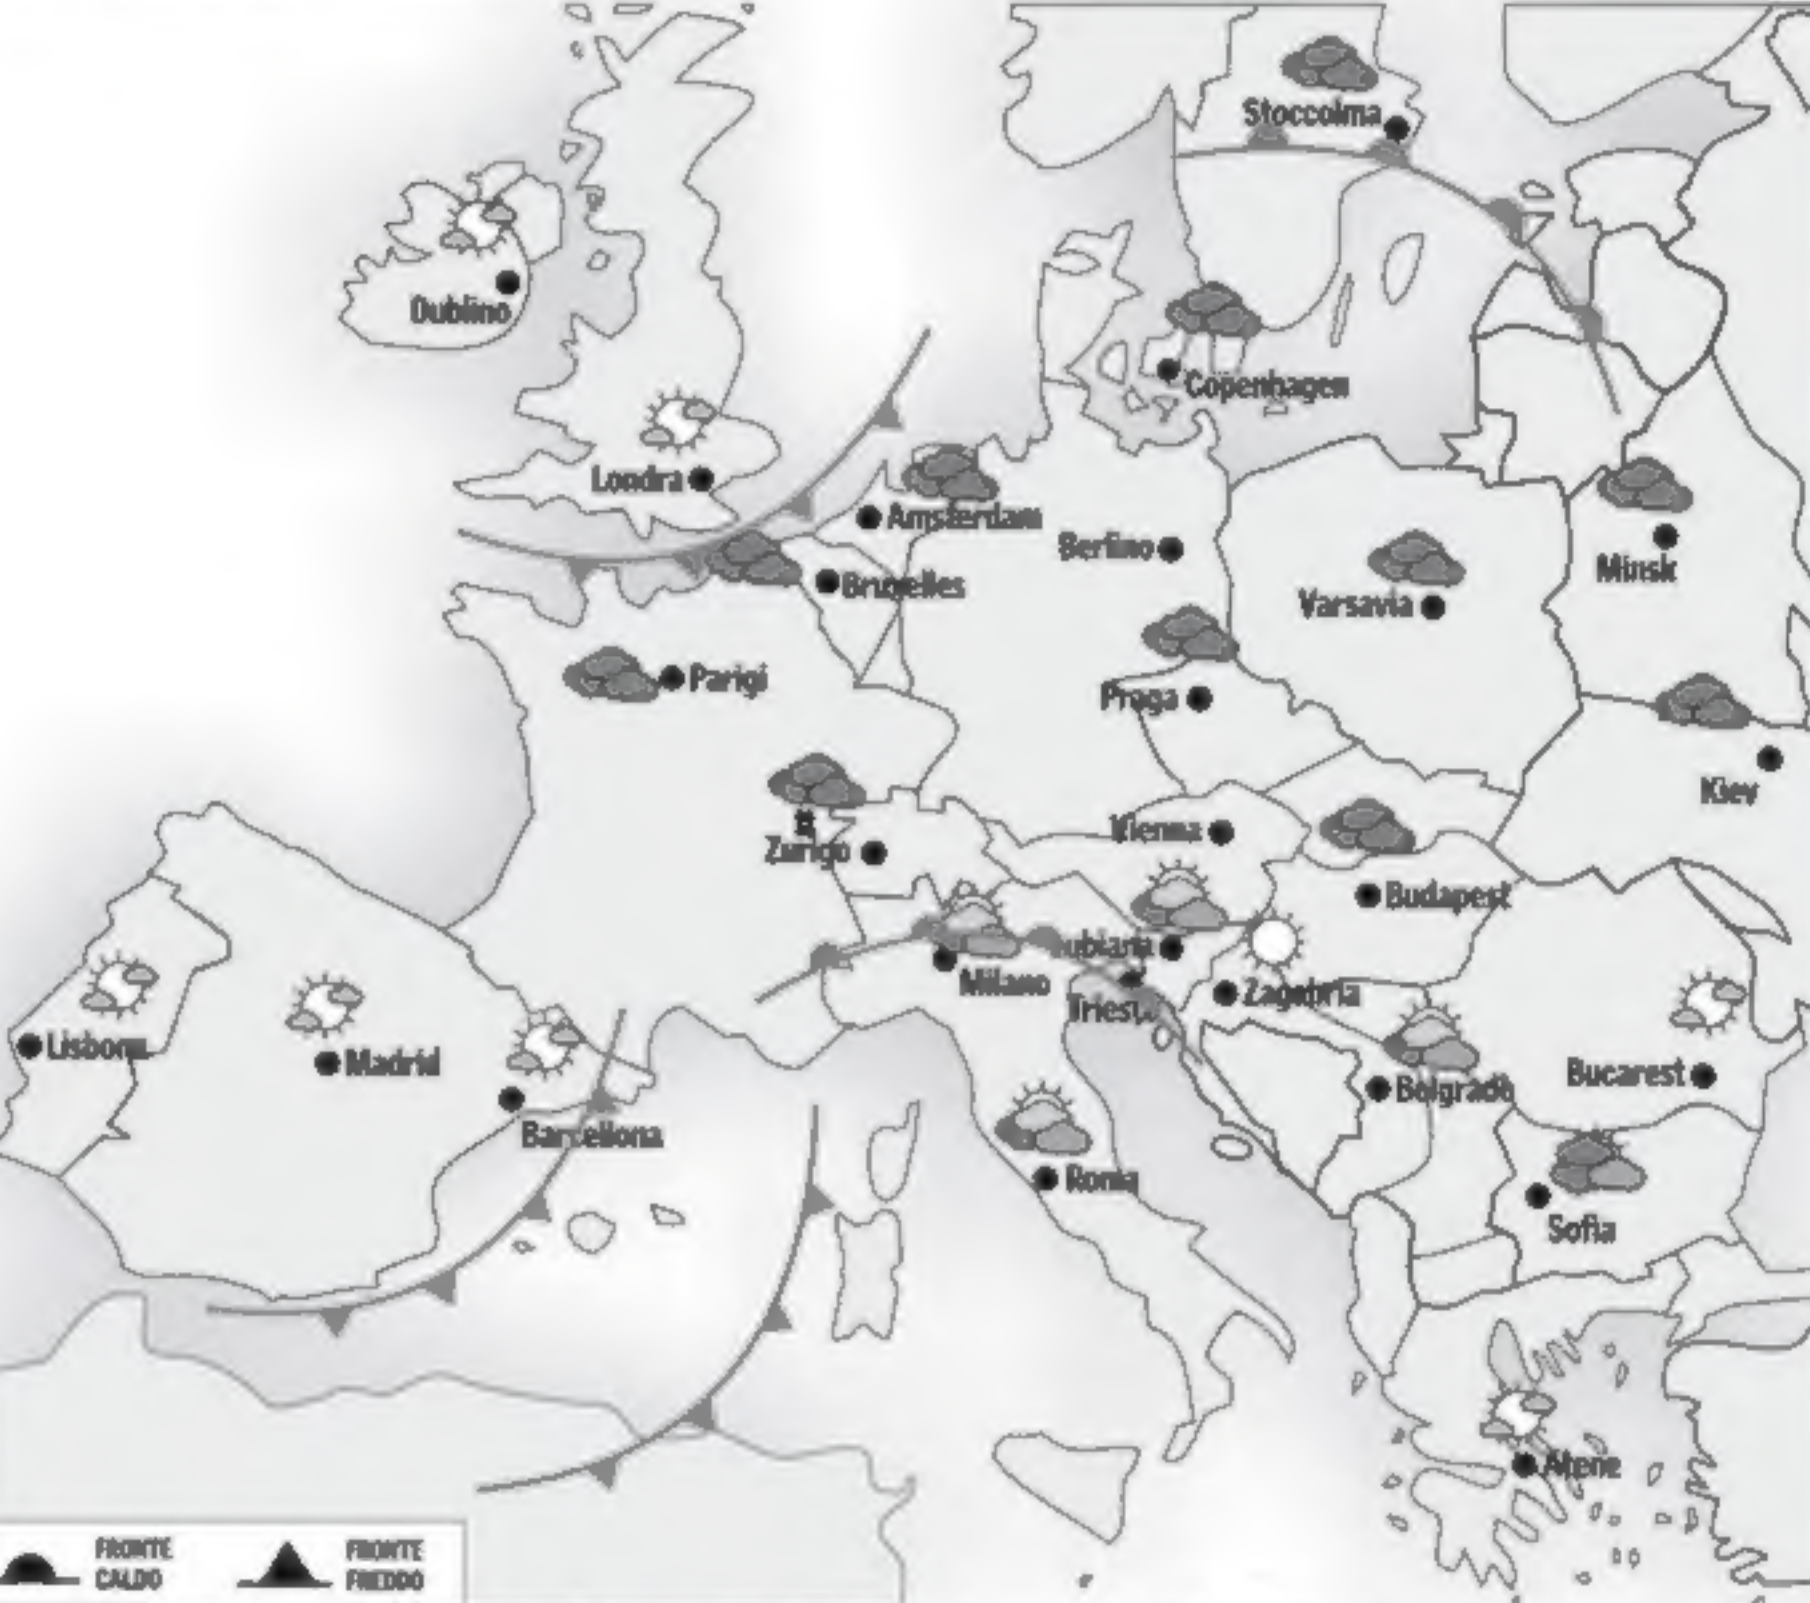 Stoccolma
Dublino
Copenhagen
Londra
Amsterdam
Berlino
Minsk
Bruxelles
Varsavia
Parigi
Praga
Kiev
Vienna
Zurigo
Budapest
ubiana
Milano
Zagabria
Trieste
Lisbona
Madrid
Bucarest
Belgrado
Barcellona
Roma
Sofia
Atene
FRONTE
CALDO
FRONTE
FREDDO